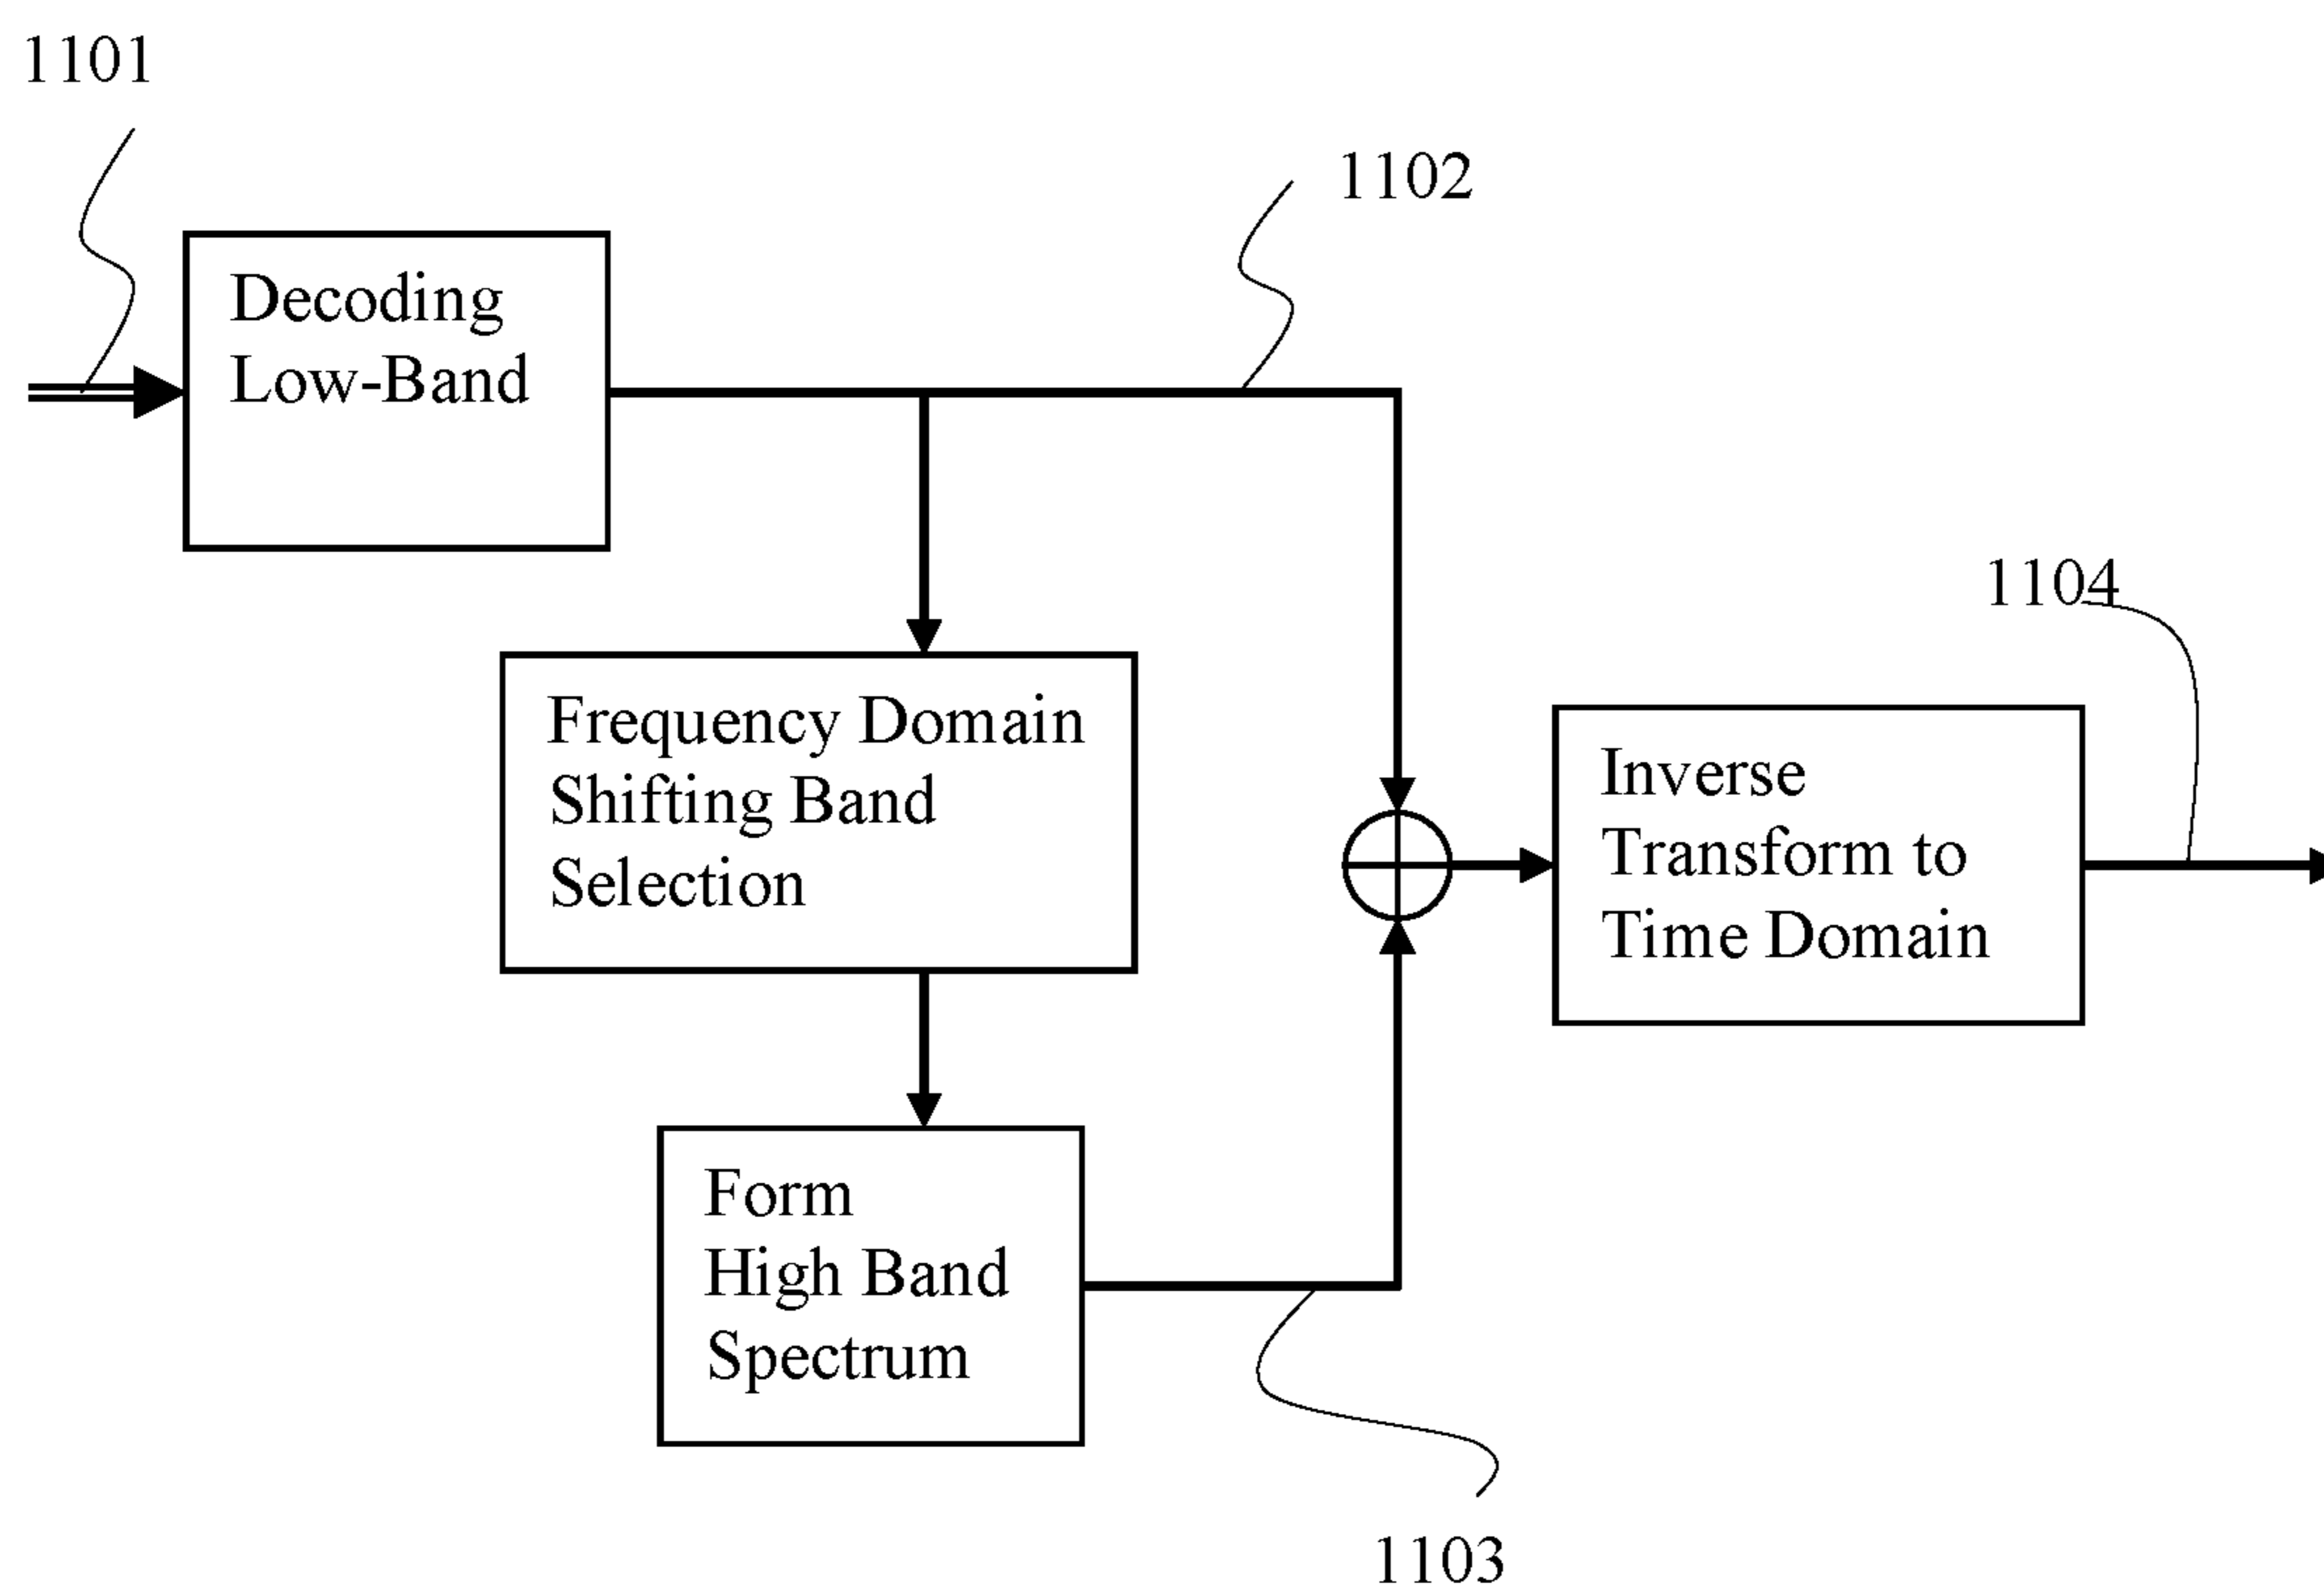 1101
1102
Decoding
Low-Band
1104
Frequency Domain
Shifting Band
Selection
Inverse
Transform to
Time Domain
Form
High Band
Spectrum
1103